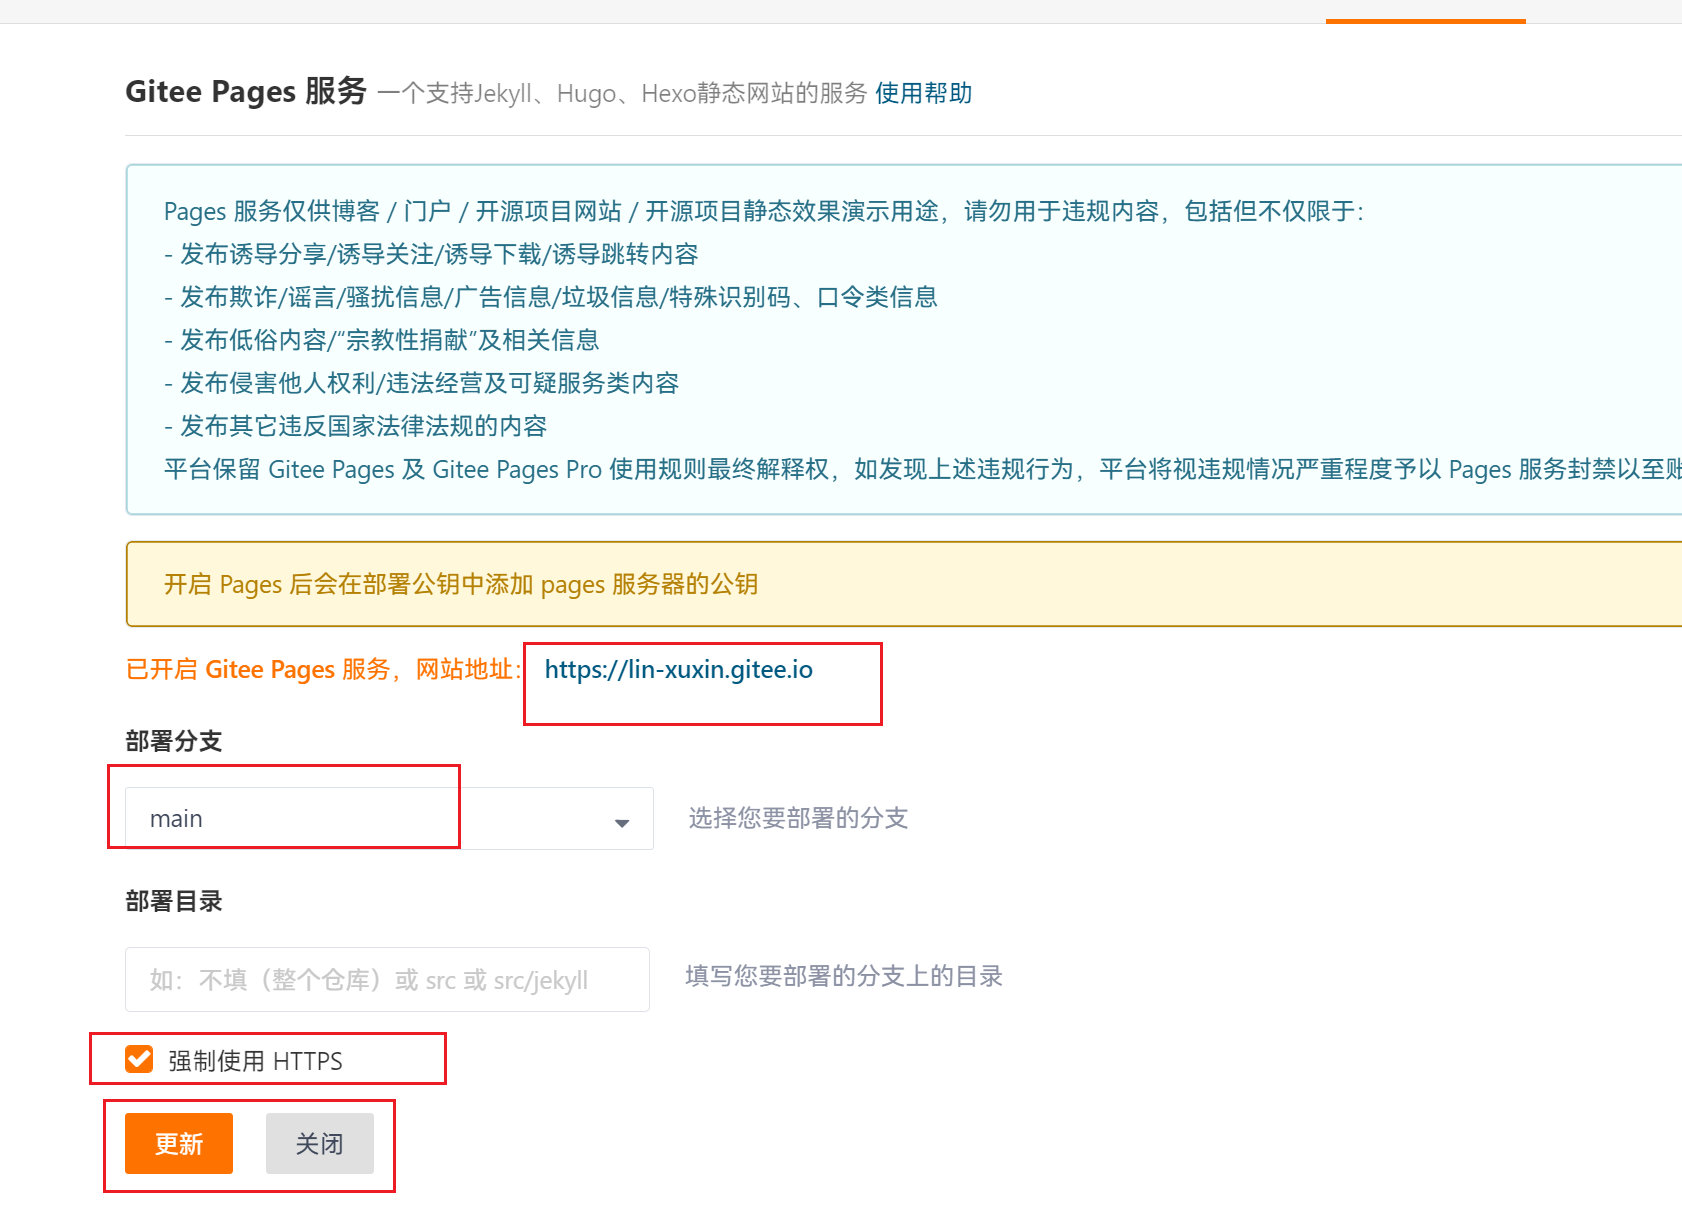 Gitee Pages 服务 一个支持Jekyll、Hugo、Hexo静态网站的服务 使用帮助
Pages 服务仅供博客 / 门户 / 开源项目网站 / 开源项目静态效果演示用途，请勿用于违规内容，包括但不仅限于：
- 发布诱导分享/诱导关注/诱导下载/诱导跳转内容
- 发布欺诈/谣言/骚扰信息/广告信息/垃圾信息/特殊识别码、口令类信息
- 发布低俗内容/“宗教性捐献”及相关信息
- 发布侵害他人权利/违法经营及可疑服务类内容
- 发布其它违反国家法律法规的内容
平台保留 Gitee Pages 及 Gitee Pages Pro 使用规则最终解释权，如发现上述违规行为，平台将视违规情况严重程度予以 Pages 服务封禁以至账
开启 Pages 后会在部署公钥中添加 pages 服务器的公钥
已开启 Gitee Pages 服务，网站地址： https://lin-xuxin.gitee.io
部署分支
main 选择您要部署的分支
部署目录
如：不填（整个仓库）或 src 或 src/jekyll 填写您要部署的分支上的目录
强制使用 HTTPS
更新 关闭